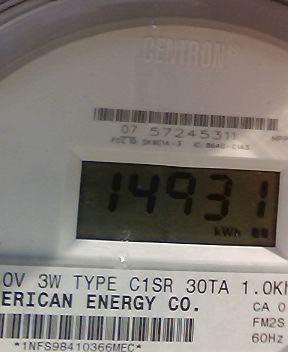 CENTRON
07 57245311
14931
kWh
0V 3W TYPE C1SR 30TA 1.0Kh
ERICAN ENERGY CO.
CA 0
FM2S
60Hz
*1NFS98410366MEC*